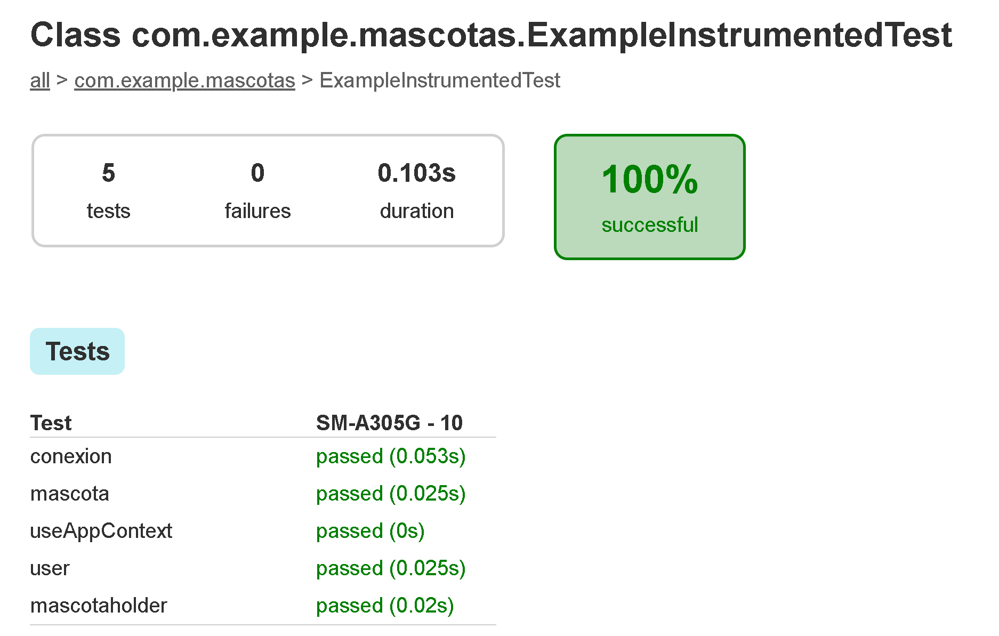 Class com.example.mascotas.ExampleInstrumentedTest
all > com.example.mascotas > ExampleInstrumentedTest
5 0 0.103s
tests failures duration
100%
successful
Tests
Test SM-A305G - 10
conexion passed (0.053s)
mascota passed (0.025s)
useAppContext passed (0s)
user passed (0.025s)
mascotaholder passed (0.02s)